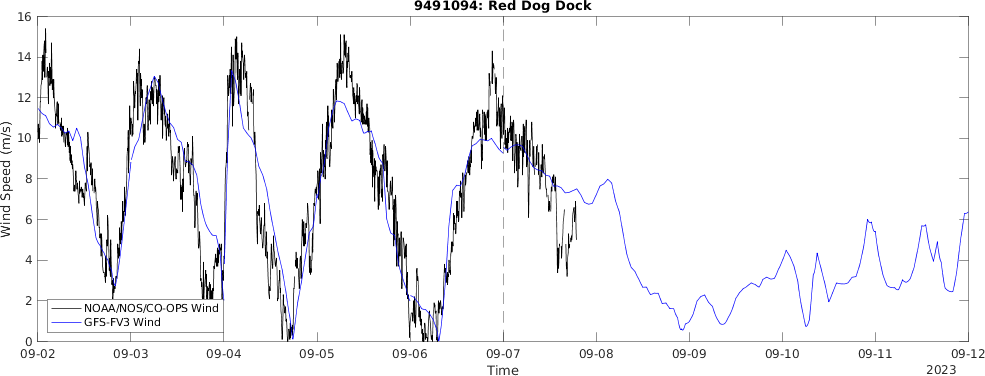 9491094: Red Dog Dock
16
14
12
10
8
6
4
2
0
Wind Speed (m/s)
NOAA/NOS/CO-OPS Wind
GFS-FV3 Wind
09-02 09-03 09-04 09-05 09-06 09-07 09-08 09-09 09-10 09-11 09-12
Time
2023